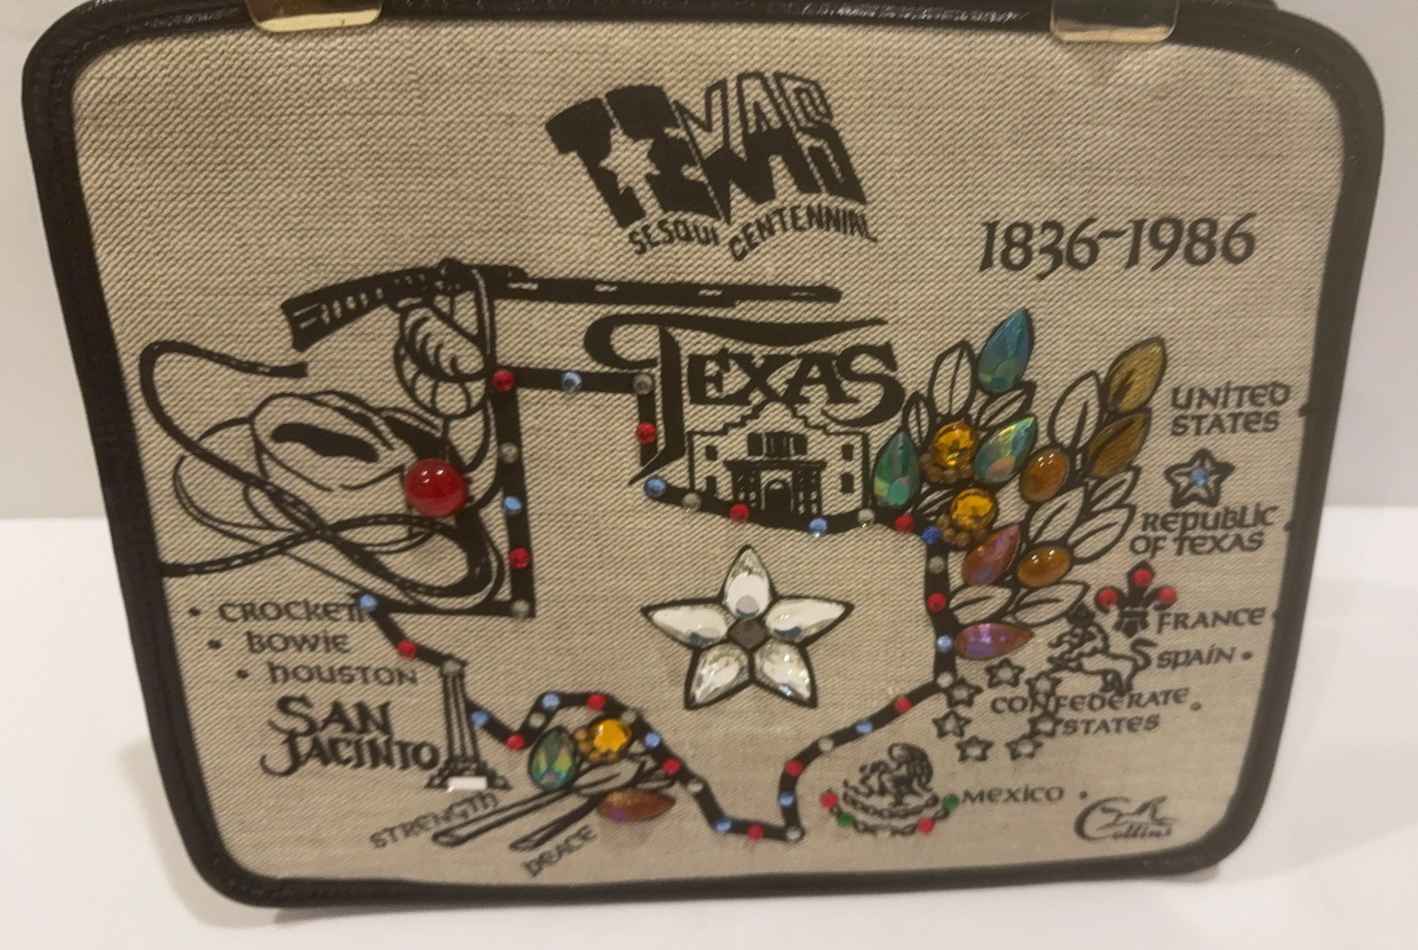 TEXAS
SESQUI CENTENNIAL
1836-1986
TEXAS
UNITED
STATES
REPUBLIC
OF TEXAS
FRANCE
SPAIN
CONFEDERATE
STATES
MEXICO
• CROCKETT
• BOWIE
• HOUSTON
SAN
JACINTO
STRENGTH
PEACE
Collins